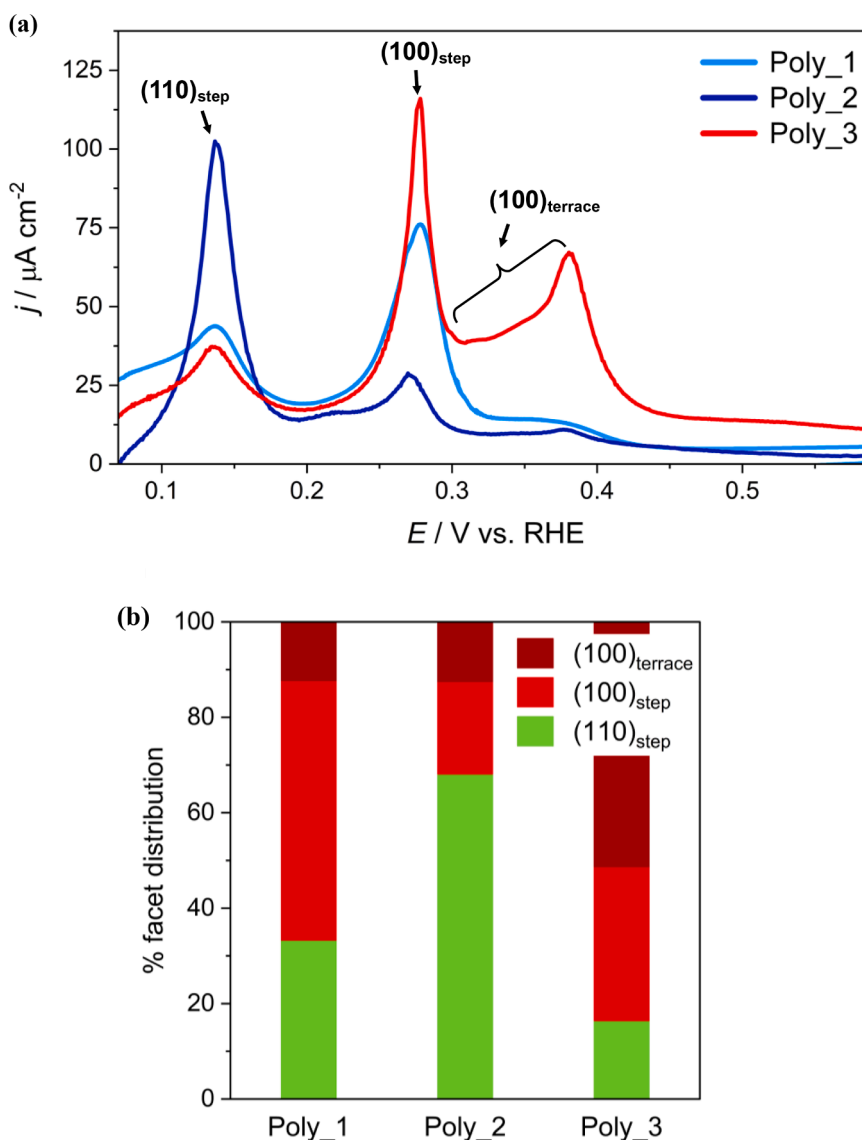 (a)
125
100
75
50
25
0
j / μA cm⁻²
(110)step
(100)step
(100)terrace
Poly_1
Poly_2
Poly_3
0.1 0.2 0.3 0.4 0.5
E / V vs. RHE
(b)
100
80
60
40
20
0
% facet distribution
(100)terrace
(100)step
(110)step
Poly_1 Poly_2 Poly_3